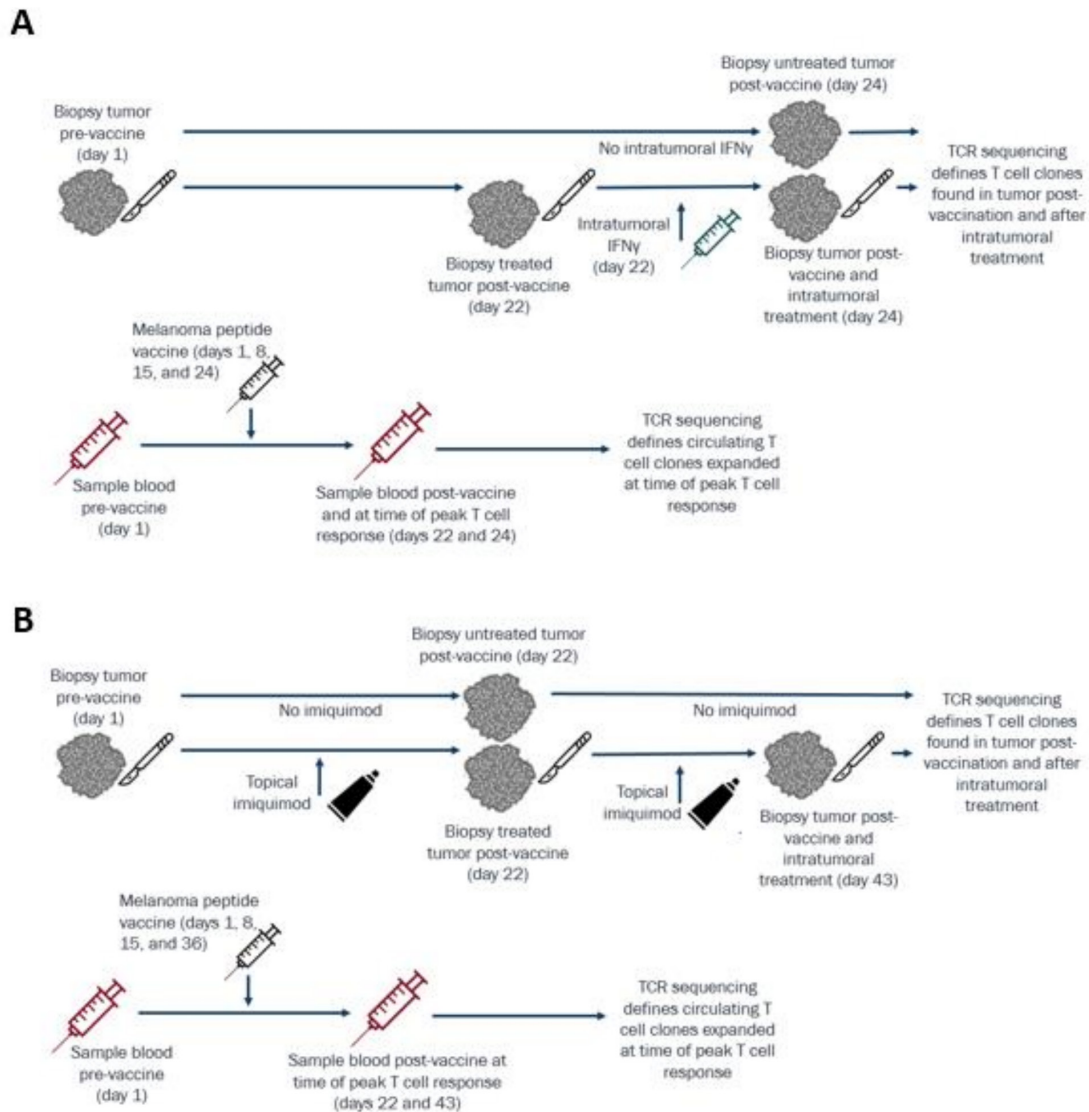 A
Biopsy tumor
pre-vaccine
(day 1)
Biopsy untreated tumor
post-vaccine (day 24)
No intratumoral IFNγ
Biopsy treated
tumor post-vaccine
(day 22)
Intratumoral
IFNγ
(day 22)
Biopsy tumor post-
vaccine and
intratumoral
treatment (day 24)
TCR sequencing
defines T cell clones
found in tumor post-
vaccination and after
intratumoral
treatment
Melanoma peptide
vaccine (days 1, 8,
15, and 24)
Sample blood
pre-vaccine
(day 1)
Sample blood post-vaccine
and at time of peak T cell
response (days 22 and 24)
TCR sequencing
defines circulating T
cell clones expanded
at time of peak T cell
response
B
Biopsy tumor
pre-vaccine
(day 1)
Biopsy untreated tumor
post-vaccine (day 22)
No imiquimod
No imiquimod
Topical
imiquimod
Biopsy treated
tumor post-vaccine
(day 22)
Topical
imiquimod
Biopsy tumor post-
vaccine and
intratumoral
treatment (day 43)
TCR sequencing
defines T cell clones
found in tumor post-
vaccination and after
intratumoral
treatment
Melanoma peptide
vaccine (days 1, 8,
15, and 36)
Sample blood
pre-vaccine
(day 1)
Sample blood post-vaccine at
time of peak T cell response
(days 22 and 43)
TCR sequencing
defines circulating T
cell clones expanded
at time of peak T cell
response